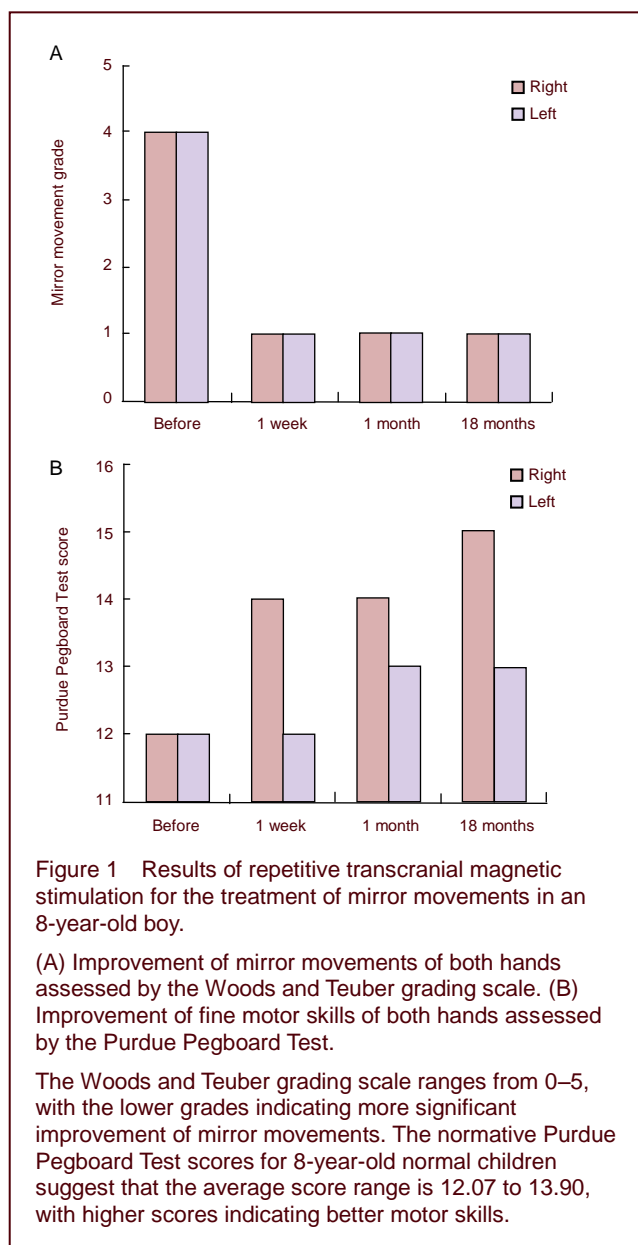 A
5
Right
Left
4
3
2
1
0
Mirror movement grade
Before 1 week 1 month 18 months
B
16
Right
Left
15
14
13
12
11
Purdue Pegboard Test score
Before 1 week 1 month 18 months
Figure 1 Results of repetitive transcranial magnetic
stimulation for the treatment of mirror movements in an
8-year-old boy.
(A) Improvement of mirror movements of both hands
assessed by the Woods and Teuber grading scale. (B)
Improvement of fine motor skills of both hands assessed
by the Purdue Pegboard Test.
The Woods and Teuber grading scale ranges from 0–5,
with the lower grades indicating more significant
improvement of mirror movements. The normative Purdue
Pegboard Test scores for 8-year-old normal children
suggest that the average score range is 12.07 to 13.90,
with higher scores indicating better motor skills.